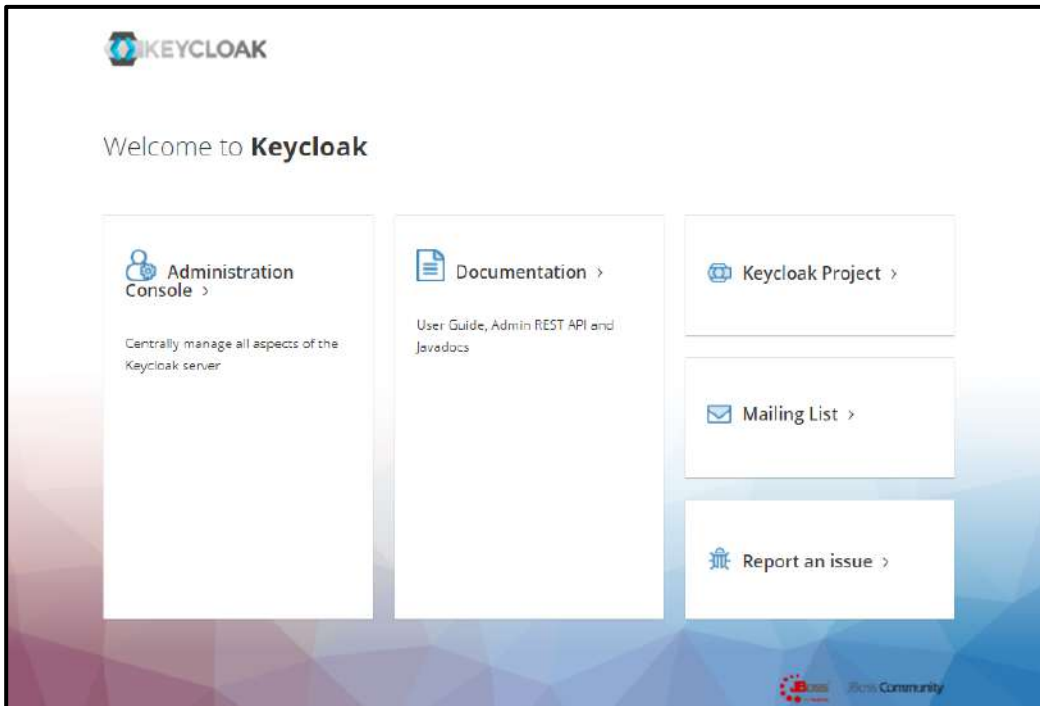 KEYCLOAK
Welcome to Keycloak
Administration
Console >
Centrally manage all aspects of the
Keycloak server
Documentation >
User Guide, Admin REST API and
Javadocs
Keycloak Project >
Mailing List >
Report an issue >
JBoss JBoss Community